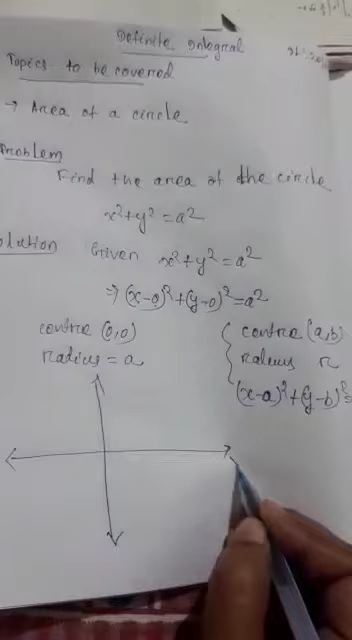 Definite Integral
Topics to be covered
→ Area of a circle
Problem
Find the area of the circle
x²+y²=a²
olution Given x²+y²=a²
⇒ (x-0)²+(y-0)²=a²
centre (0,0)
radius = a
centre (a,b)
radius r
(x-a)²+(y-b)²=